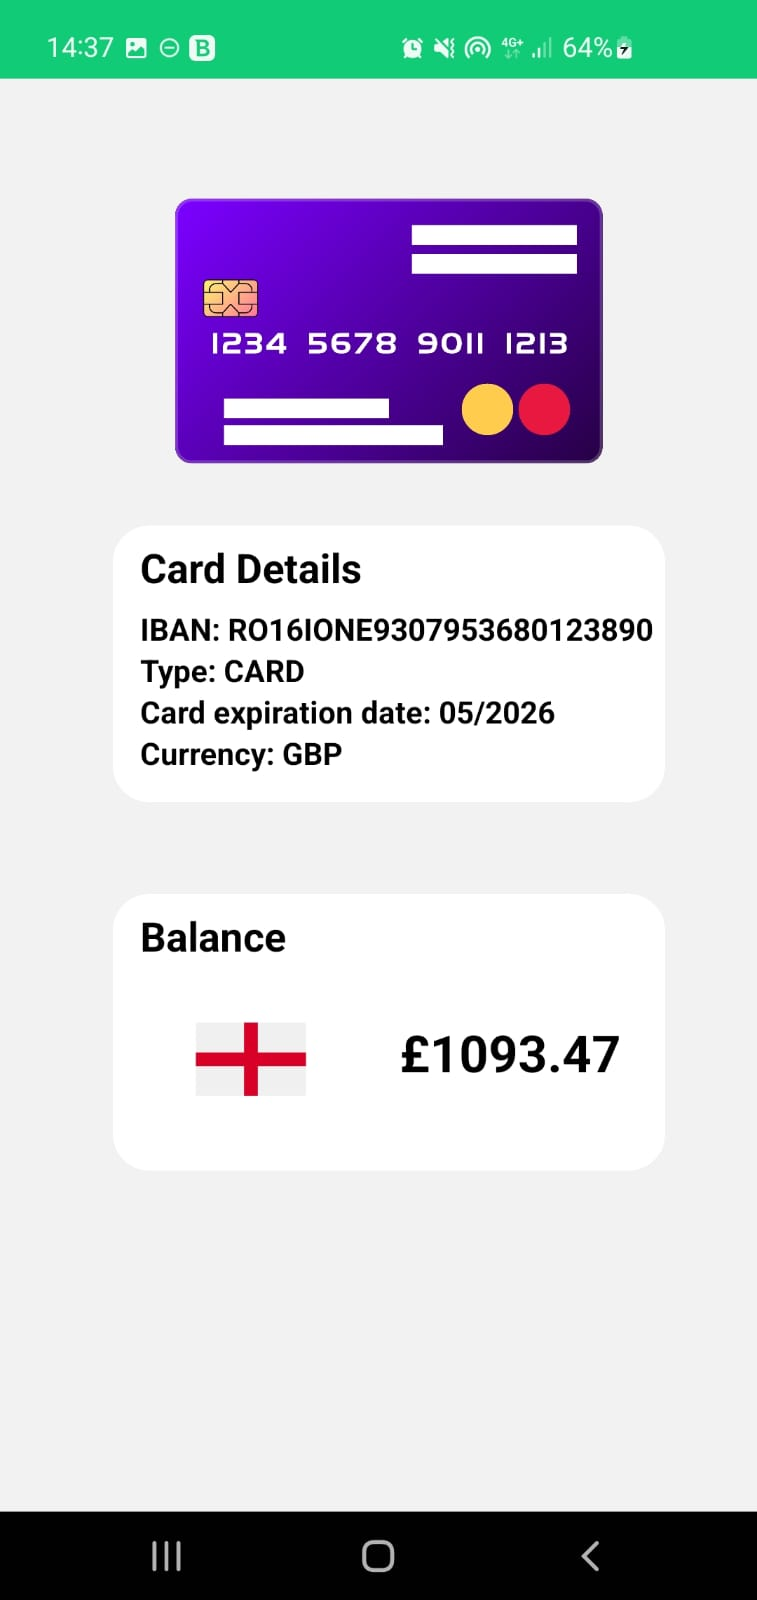 14:37 B 4G+ 64%
1234 5678 9011 1213
Card Details
IBAN: RO16IONE9307953680123890
Type: CARD
Card expiration date: 05/2026
Currency: GBP
Balance
£1093.47